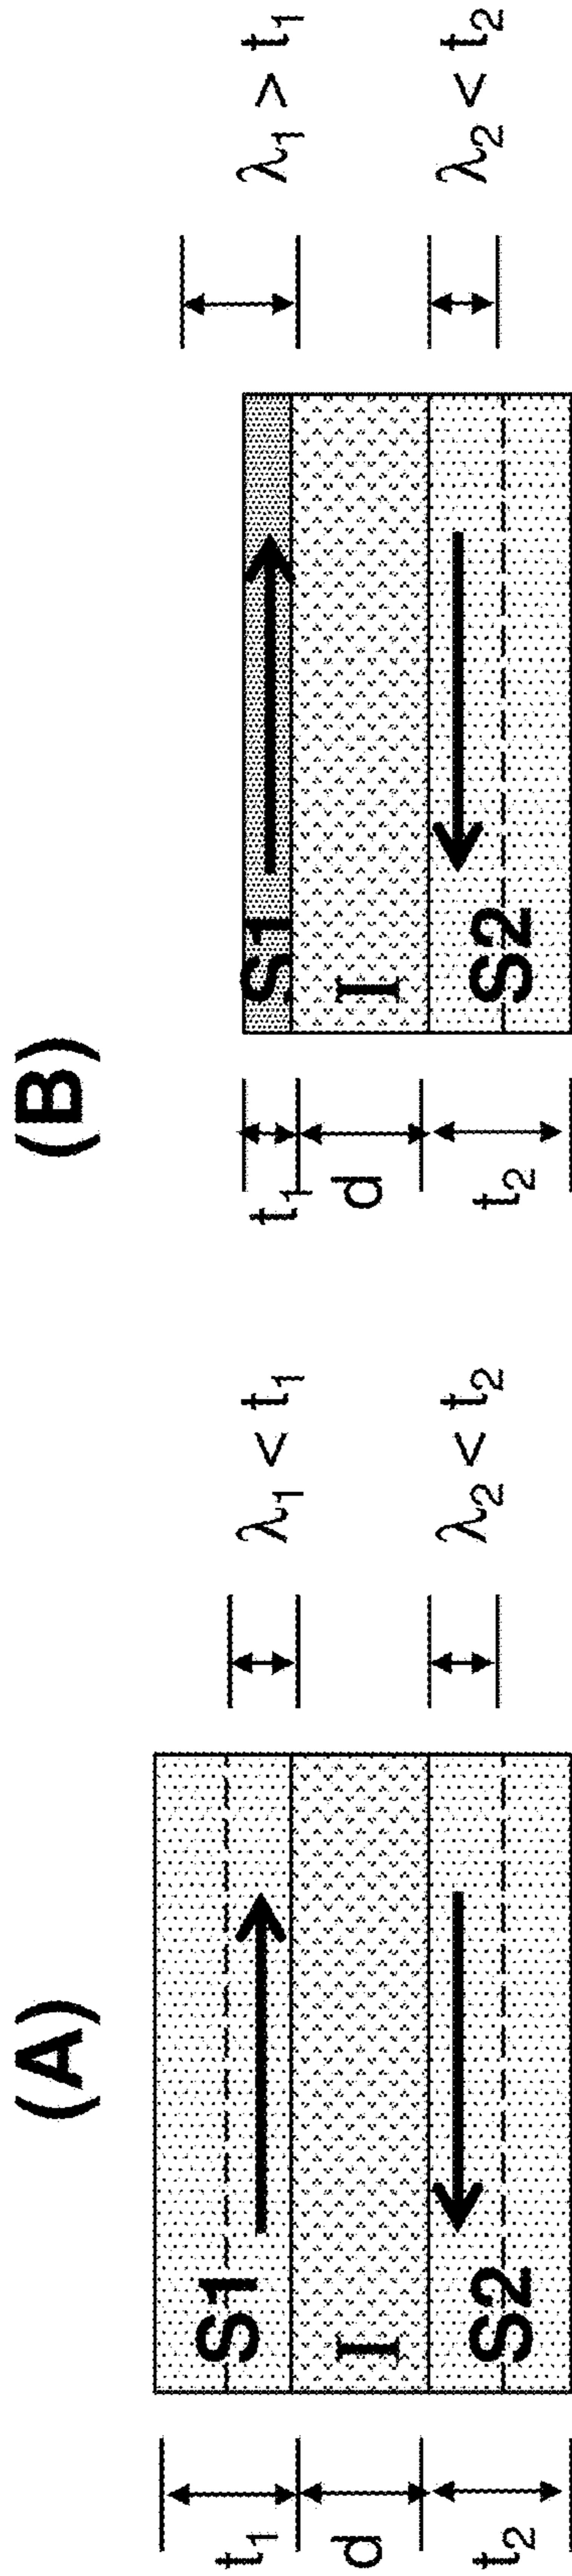 (A)
t₁
d
t₂
S1
I
S2
λ₁ < t₁
λ₂ < t₂
(B)
t₁
d
t₂
S1
I
S2
λ₁ > t₁
λ₂ < t₂